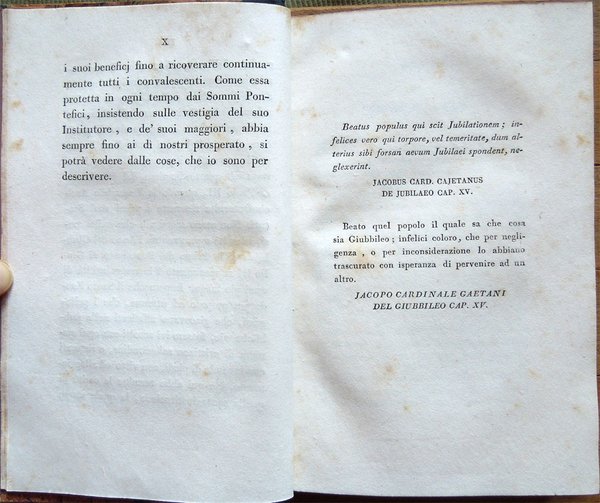 X
i suoi beneficj fino a ricoverare continua-
mente tutti i convalescenti. Come essa
protetta in ogni tempo dai Sommi Pon-
tefici, insistendo sulle vestigia del suo
Institutore, e de' suoi maggiori, abbia
sempre fino ai di nostri prosperato, si
potrà vedere dalle cose, che io sono per
descrivere.
Beatus populus qui scit Jubilationem; in-
felices vero qui torpore, vel temeritate, dum al-
terius sibi forsan aevum Jubilaei spondent, ne-
glexerint.
JACOBUS CARD. CAJETANUS
DE JUBILAEO CAP. XV.
Beato quel popolo il quale sa che cosa
sia Giubbileo; infelici coloro, che per negli-
genza, o per inconsiderazione lo abbiano
trascurato con isperanza di pervenire ad un
altro.
JACOPO CARDINALE GAETANI
DEL GIUBBILEO CAP. XV.